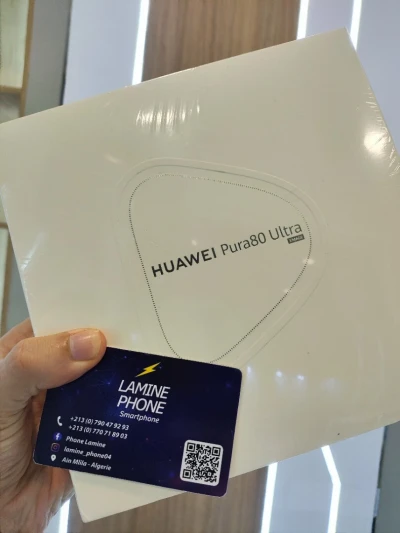 HUAWEI Pura80 Ultra
LAMINE
PHONE
Smartphone
+213 (0) 790 47 92 93
+213 (0) 770 71 89 03
Phone Lamine
lamine_phone04
Ain Mlila - Algerie